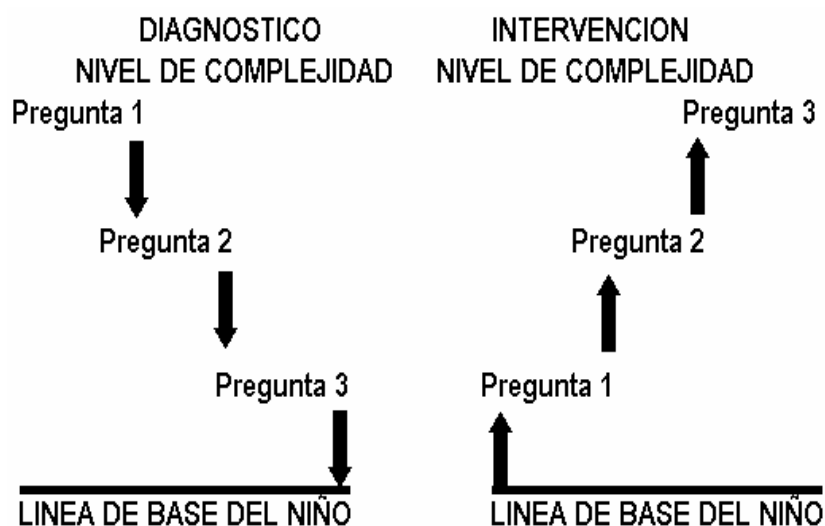 DIAGNOSTICO
NIVEL DE COMPLEJIDAD
Pregunta 1
Pregunta 2
Pregunta 3
LINEA DE BASE DEL NIÑO
INTERVENCION
NIVEL DE COMPLEJIDAD
Pregunta 3
Pregunta 2
Pregunta 1
LINEA DE BASE DEL NIÑO